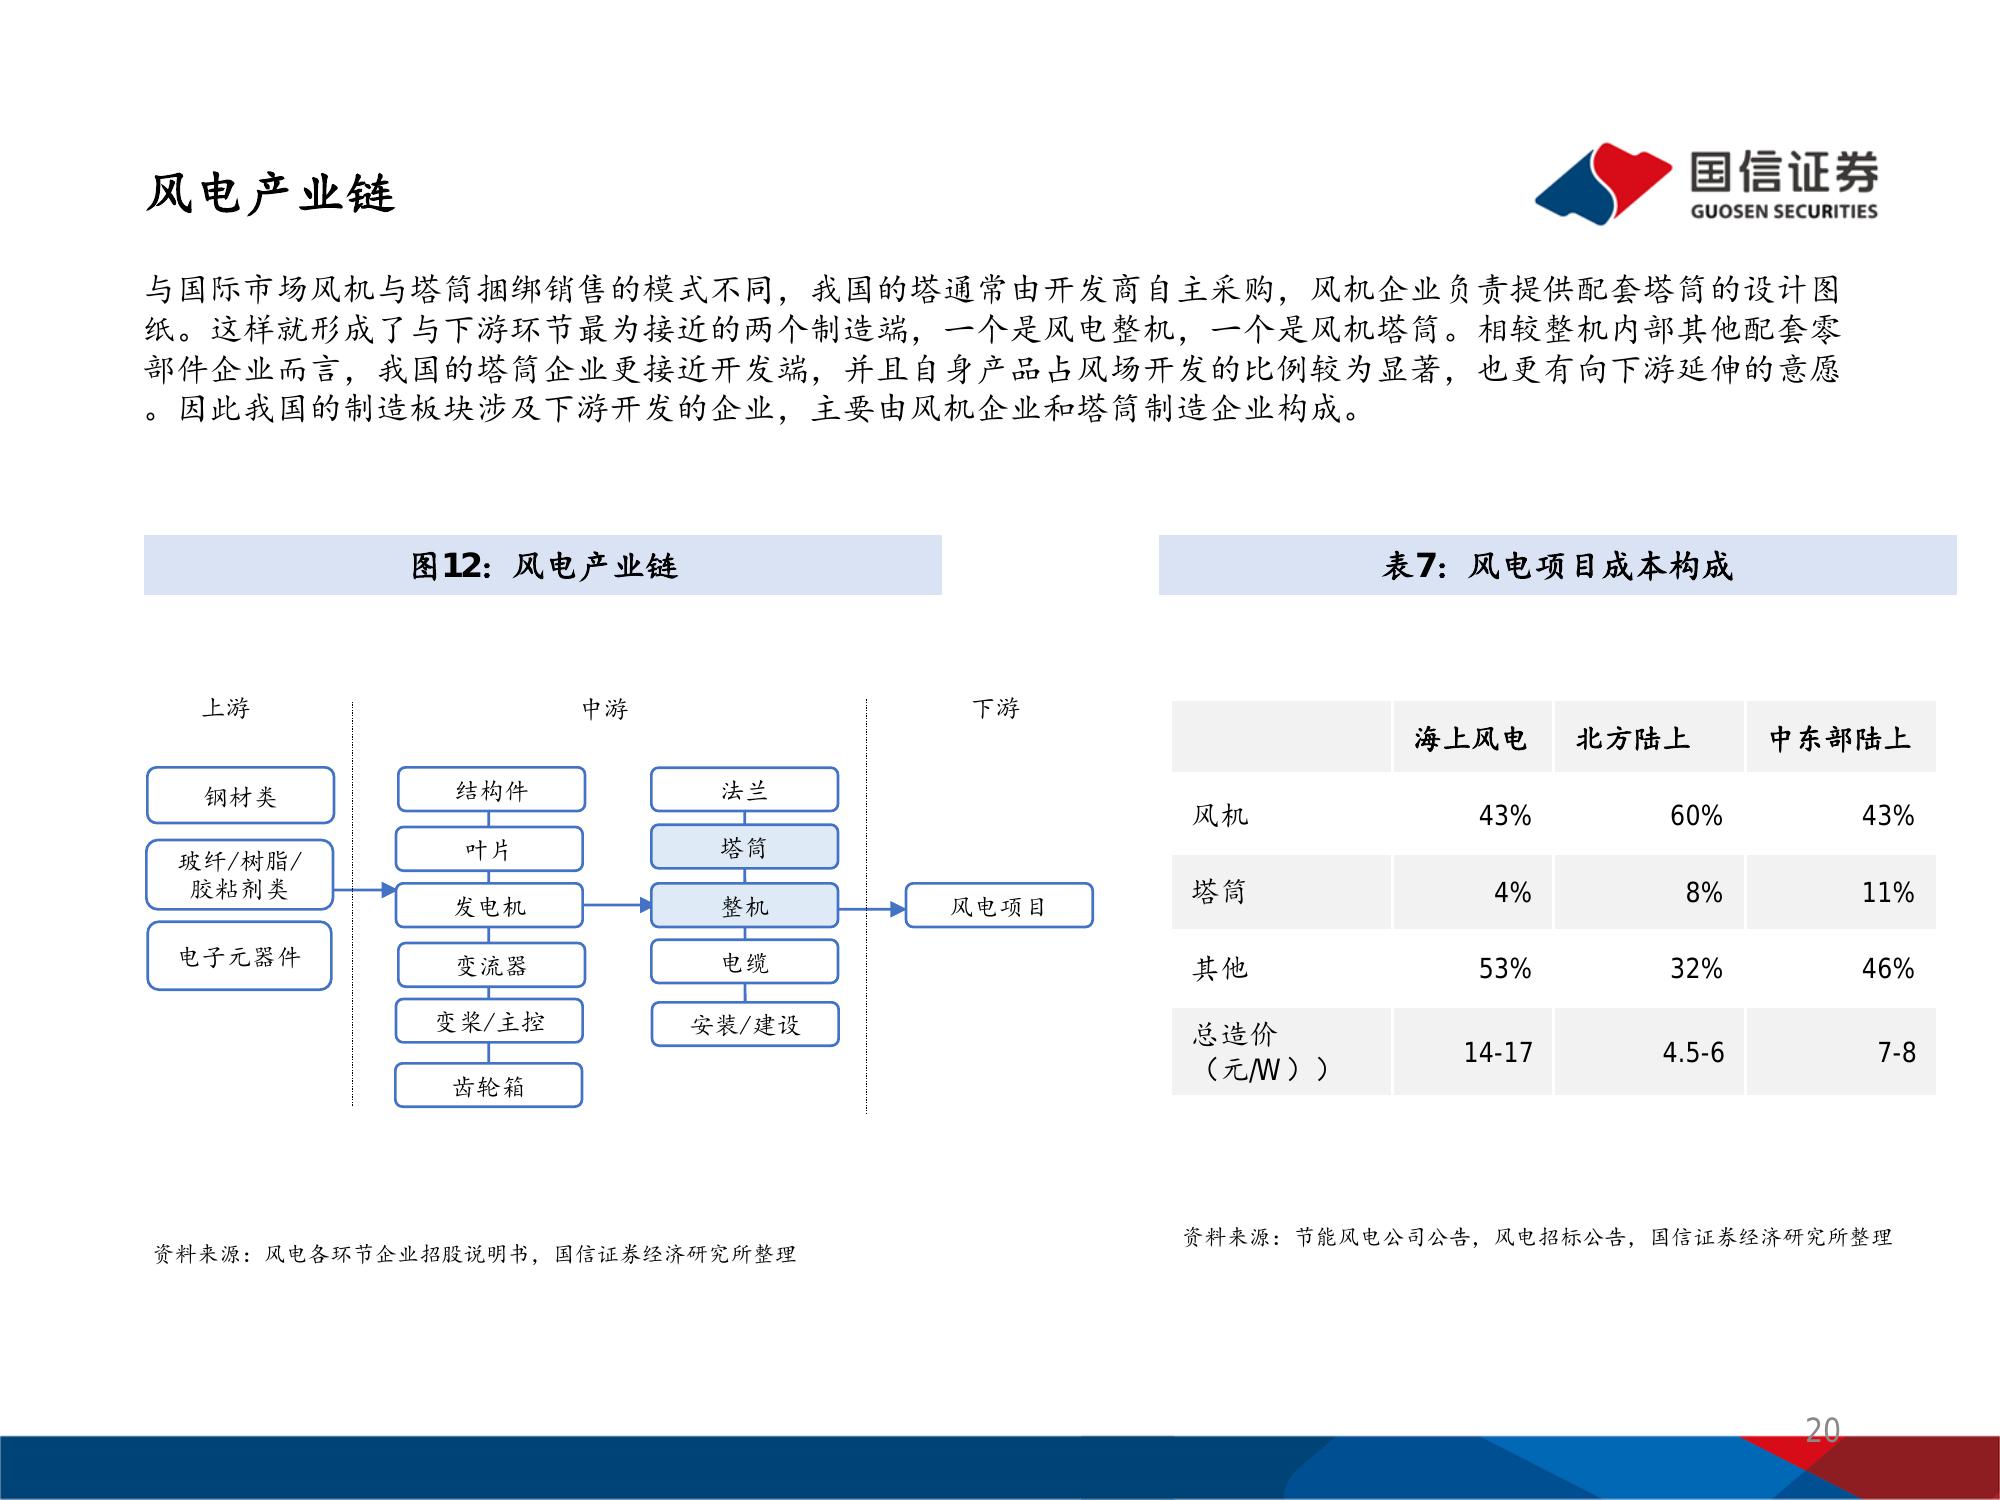 风电产业链
国信证券
GUOSEN SECURITIES
与国际市场风机与塔筒捆绑销售的模式不同，我国的塔通常由开发商自主采购，风机企业负责提供配套塔筒的设计图
纸。这样就形成了与下游环节最为接近的两个制造端，一个是风电整机，一个是风机塔筒。相较整机内部其他配套零
部件企业而言，我国的塔筒企业更接近开发端，并且自身产品占风场开发的比例较为显著，也更有向下游延伸的意愿
。因此我国的制造板块涉及下游开发的企业，主要由风机企业和塔筒制造企业构成。
图12：风电产业链
上游
中游
下游
钢材类
玻纤/树脂/
胶粘剂类
电子元器件
结构件
叶片
发电机
变流器
变桨/主控
齿轮箱
法兰
塔筒
整机
电缆
安装/建设
风电项目
资料来源：风电各环节企业招股说明书，国信证券经济研究所整理
表7：风电项目成本构成
海上风电 北方陆上 中东部陆上
风机 43% 60% 43%
塔筒 4% 8% 11%
其他 53% 32% 46%
总造价
（元/W））14-17 4.5-6 7-8
资料来源：节能风电公司公告，风电招标公告，国信证券经济研究所整理
20